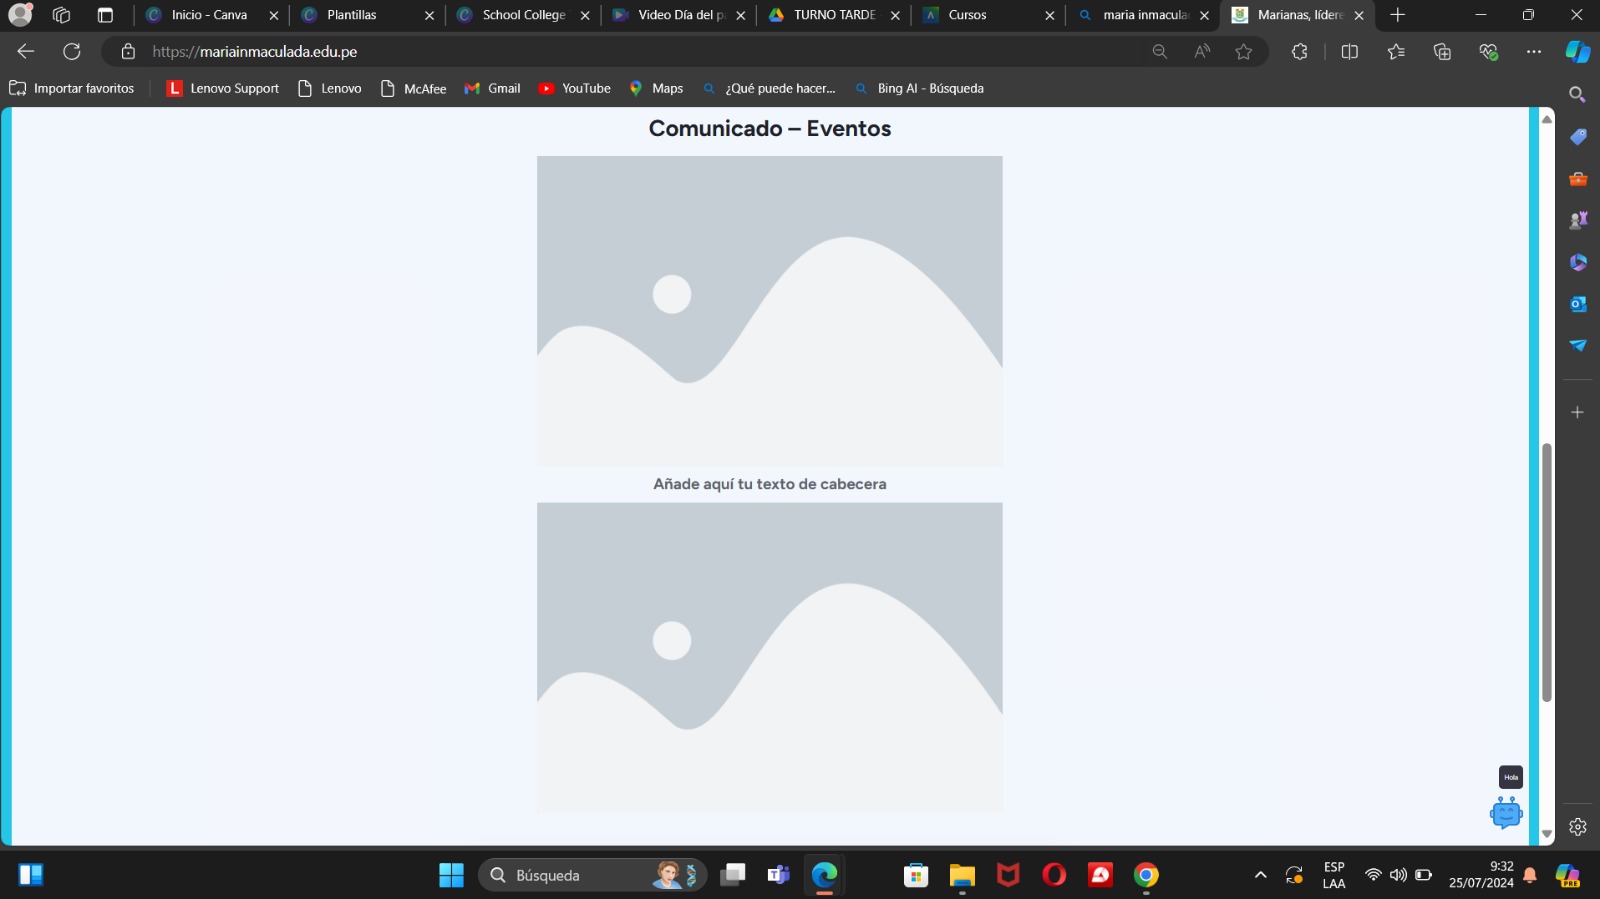 Inicio - Canva
Plantillas
School College
Video Día del p
TURNO TARDE
Cursos
maria inmacula
Marianas, lídere
https://mariainmaculada.edu.pe
Importar favoritos
Lenovo Support
Lenovo
McAfee
Gmail
YouTube
Maps
¿Qué puede hacer...
Bing AI - Búsqueda
Comunicado – Eventos
Añade aquí tu texto de cabecera
Hola
Búsqueda
ESP
LAA
9:32
25/07/2024
PRE